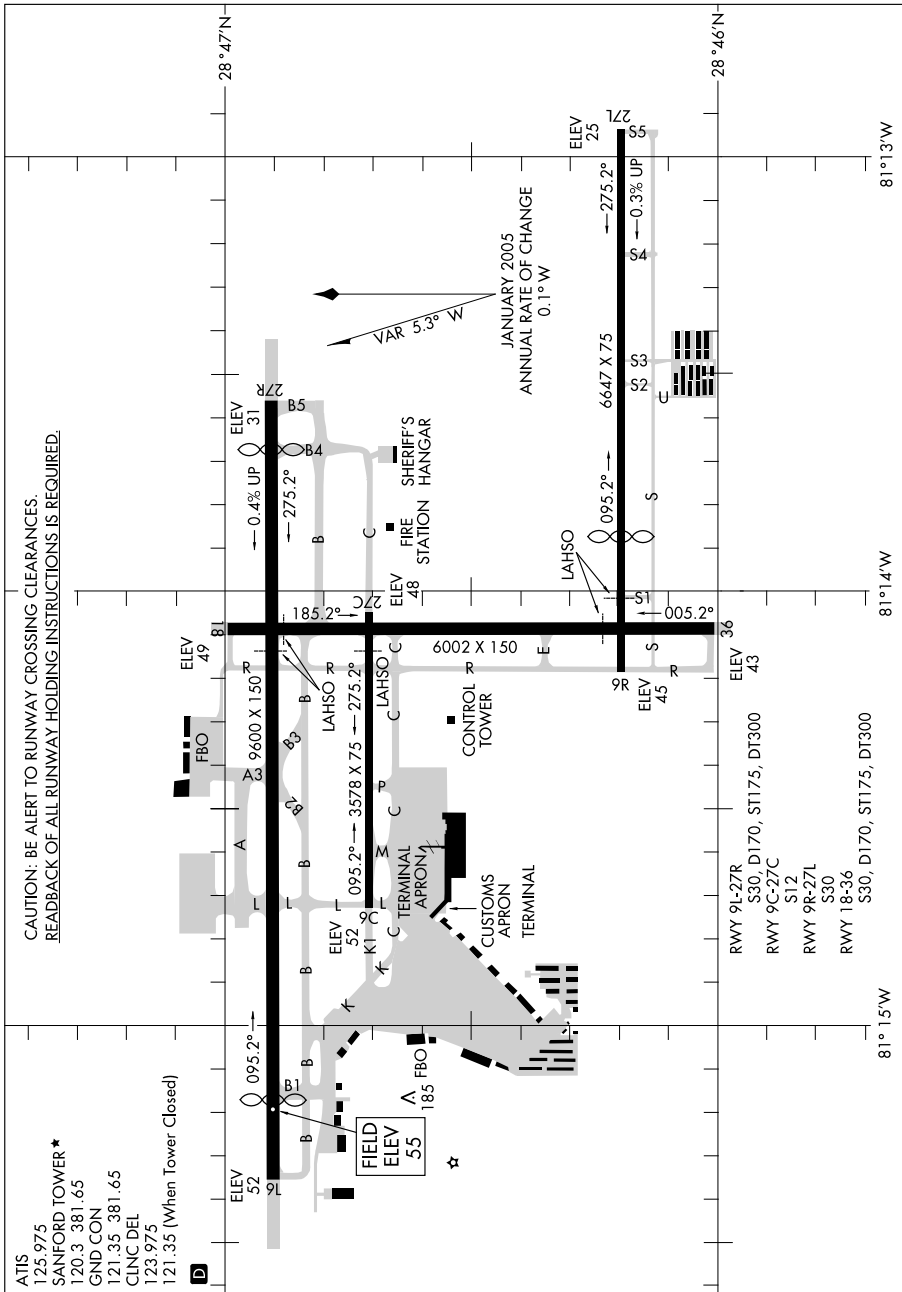 ATIS
125.975
SANFORD TOWER ★
120.3 381.65
GND CON
121.35 381.65
CLNC DEL
123.975
121.35 (When Tower Closed)
D
CAUTION: BE ALERT TO RUNWAY CROSSING CLEARANCES.
READBACK OF ALL RUNWAY HOLDING INSTRUCTIONS IS REQUIRED.
28°47'N
28°46'N
81°15'W
81°14'W
81°13'W
ELEV
52
9L
095.2°
B1
B
B
B
B
B
B
B
FIELD
ELEV
55
185
FBO
K
K
K1
ELEV
52
9C
L
L
L
L
A
A3
B2
B3
FBO
9600 X 150
ELEV
49
18
R
R
R
R
LAHSO
LAHSO
185.2°
0.4% UP
275.2°
ELEV
31
27R
B4
B5
095.2°
3578 X 75
275.2°
27C
ELEV
48
C
C
C
C
C
M
P
TERMINAL
APRON
CUSTOMS
APRON
TERMINAL
CONTROL
TOWER
FIRE
STATION
SHERIFF'S
HANGAR
VAR 5.3° W
JANUARY 2005
ANNUAL RATE OF CHANGE
0.1° W
6002 X 150
E
LAHSO
S1
005.2°
36
ELEV
43
9R
ELEV
45
S
S
095.2°
6647 X 75
275.2°
0.3% UP
S2
S3
S4
S5
U
27L
ELEV
25
RWY 9L-27R
S30, D170, ST175, DT300
RWY 9C-27C
S12
RWY 9R-27L
S30
RWY 18-36
S30, D170, ST175, DT300